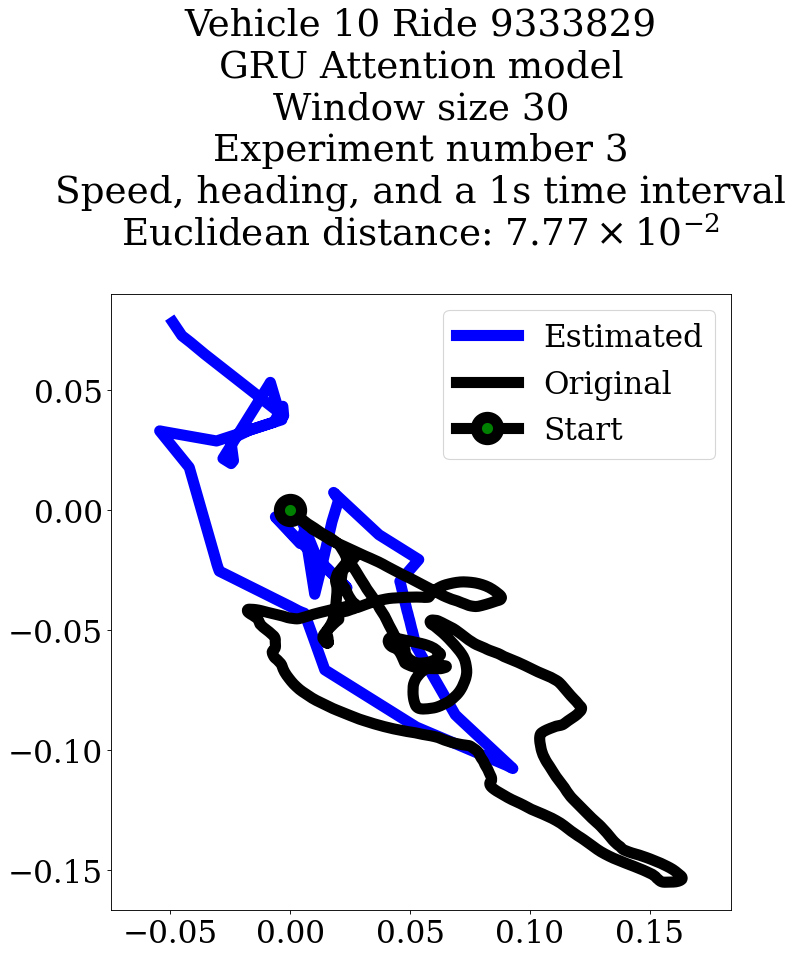 Vehicle 10 Ride 9333829
GRU Attention model
Window size 30
Experiment number 3
Speed, heading, and a 1s time interval
Euclidean distance: 7.77 × 10⁻²
Estimated
Original
Start
0.05
0.00
−0.05
−0.10
−0.15
−0.05 0.00 0.05 0.10 0.15